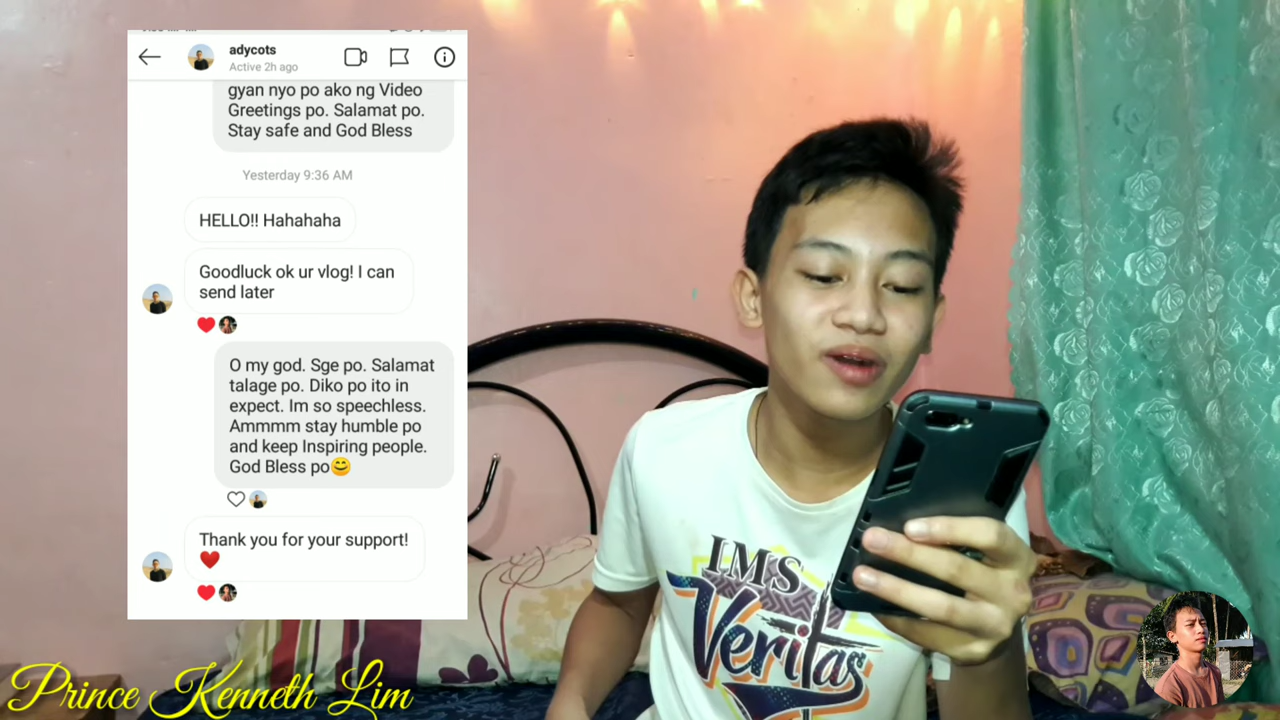 adycots
Active 2h ago
gyan nyo po ako ng Video
Greetings po. Salamat po.
Stay safe and God Bless
Yesterday 9:36 AM
HELLO!! Hahahaha
Goodluck ok ur vlog! I can
send later
O my god. Sge po. Salamat
talage po. Diko po ito in
expect. Im so speechless.
Ammmm stay humble po
and keep Inspiring people.
God Bless po😊
Thank you for your support!
❤️
IMS
Veritas
Prince Kenneth Lim